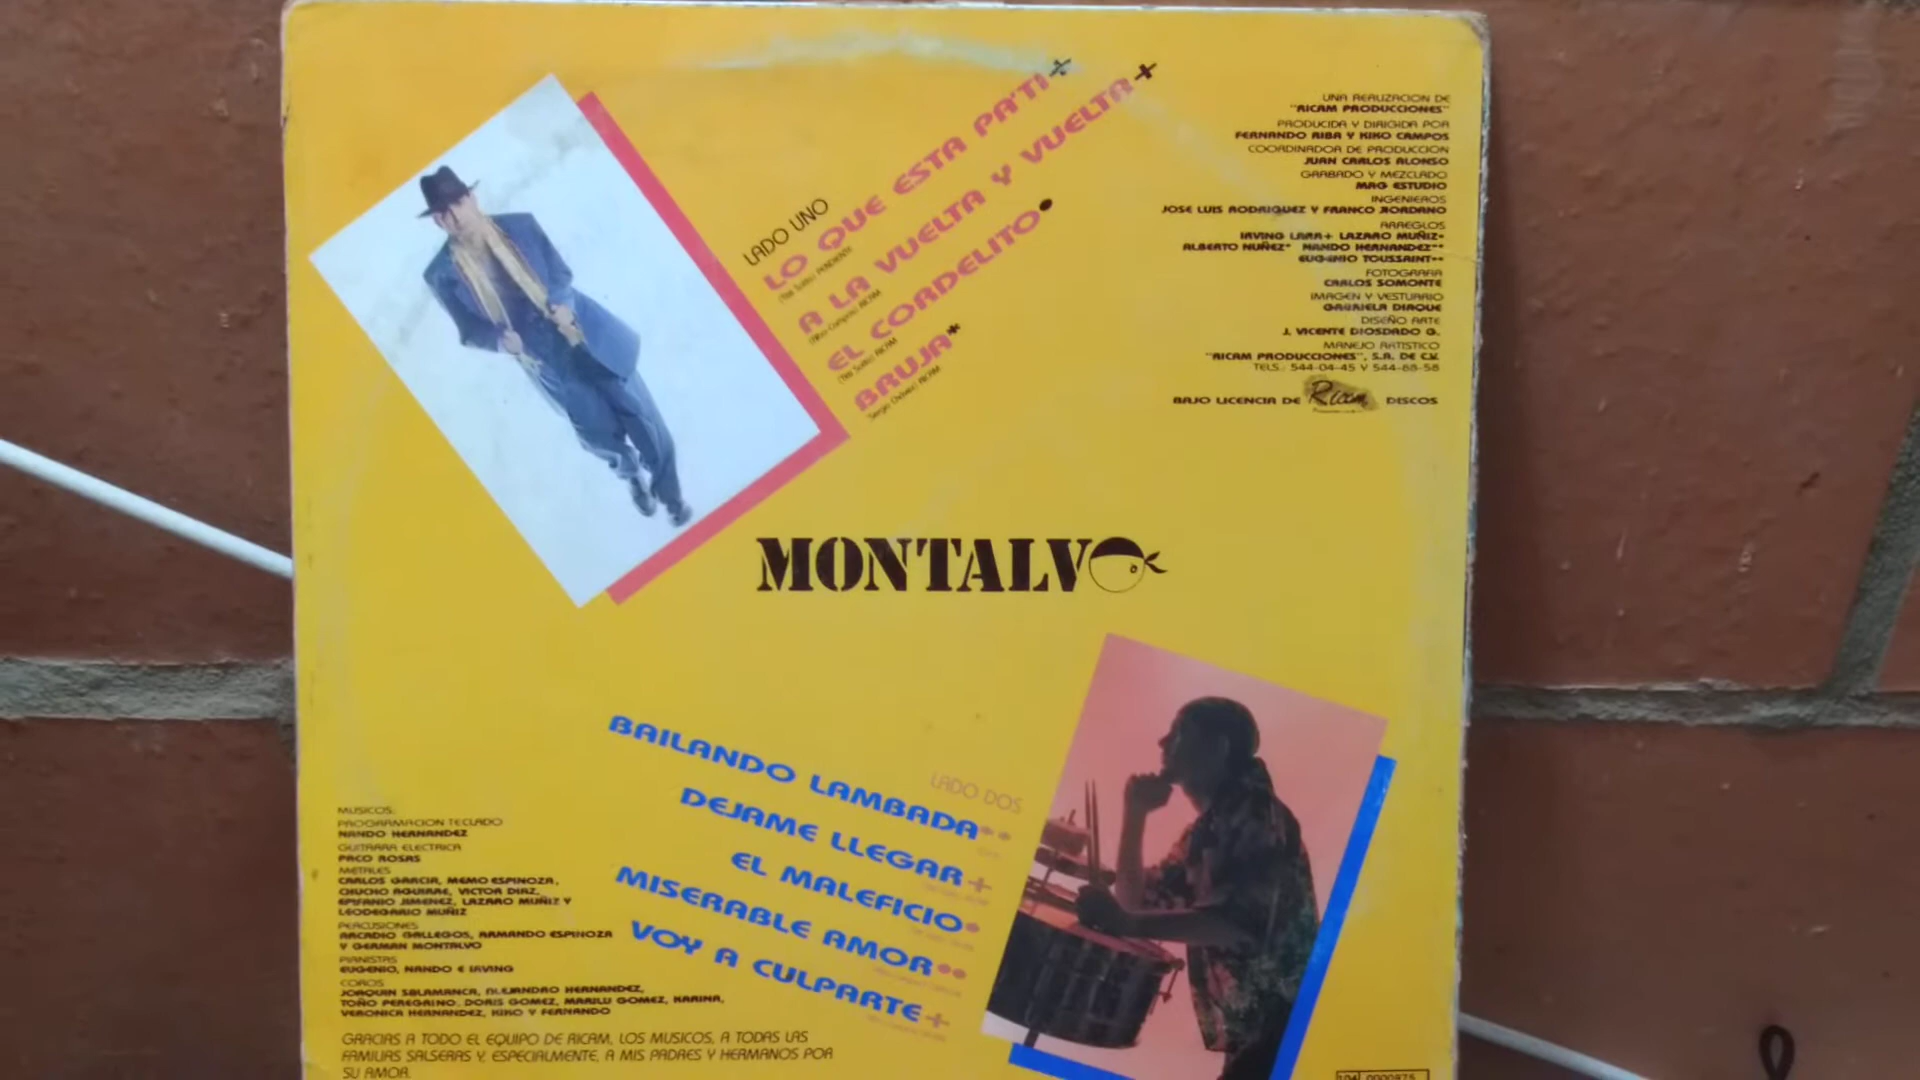 LADO UNO
LO QUE ESTA PA'TI+
PENDIENTE
A LA VUELTA Y VUELTA+
RICAM
EL CORDELITO•
RICAM
BRUJA*
RICAM
UNA REALIZACION DE
"RICAM PRODUCCIONES"
PRODUCIDA Y DIRIGIDA POR
FERNANDO RIBA Y KIKO CAMPOS
COORDINADOR DE PRODUCCION
JUAN CARLOS ALONSO
GRABADO Y MEZCLADO
MAG ESTUDIO
INGENIEROS
JOSE LUIS RODRIGUEZ Y FRANCO JIORDANO
ARREGLOS
IRVING LARA+ LAZARO MUÑIZ•
ALBERTO NUÑEZ* NANDO HERNANDEZ**
EUGENIO TOUSSAINT••
FOTOGRAFIA
CARLOS SOMONTE
IMAGEN Y VESTUARIO
GABRIELA DIAQUE
DISEÑO ARTE
J. VICENTE DIOSDADO G.
MANEJO ARTISTICO
"RICAM PRODUCCIONES", S.A. DE C.V.
TELS.: 544-04-45 Y 544-88-58
BAJO LICENCIA DE Ricam DISCOS
MONTALVO
LADO DOS
BAILANDO LAMBADA**
DEJAME LLEGAR+
EL MALEFICIO•
MISERABLE AMOR••
VOY A CULPARTE+
MUSICOS:
PROGRAMACION TECLADO
NANDO HERNANDEZ
GUITARRA ELECTRICA
PACO ROSAS
METALES
CARLOS GARCIA, MEMO ESPINOZA,
CHUCHO AGUIRRE, VICTOR DIAZ,
EPIFANIO JIMENEZ, LAZARO MUÑIZ Y
LEODEGARIO MUÑIZ
PERCUSIONES
ARCADIO GALLEGOS, ARMANDO ESPINOZA
Y GERMAN MONTALVO
PIANISTAS
EUGENIO, NANDO E IRVING
COROS
JOAQUIN SALAMANCA, ALEJANDRO HERNANDEZ,
TOÑO PEREGRINO, DORIS GOMEZ, MARILU GOMEZ, KARINA,
VERONICA HERNANDEZ, KIKO Y FERNANDO
GRACIAS A TODO EL EQUIPO DE RICAM, LOS MUSICOS, A TODAS LAS
FAMILIAS SALSERAS Y, ESPECIALMENTE, A MIS PADRES Y HERMANOS POR
SU AMOR.